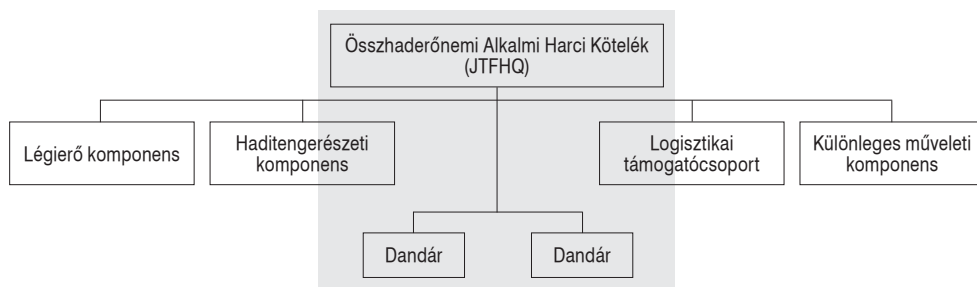 Összhaderőnemi Alkalmi Harci Kötelék
(JTFHQ)
Légierő komponens
Haditengerészeti
komponens
Logisztikai
támogatócsoport
Különleges műveleti
komponens
Dandár
Dandár